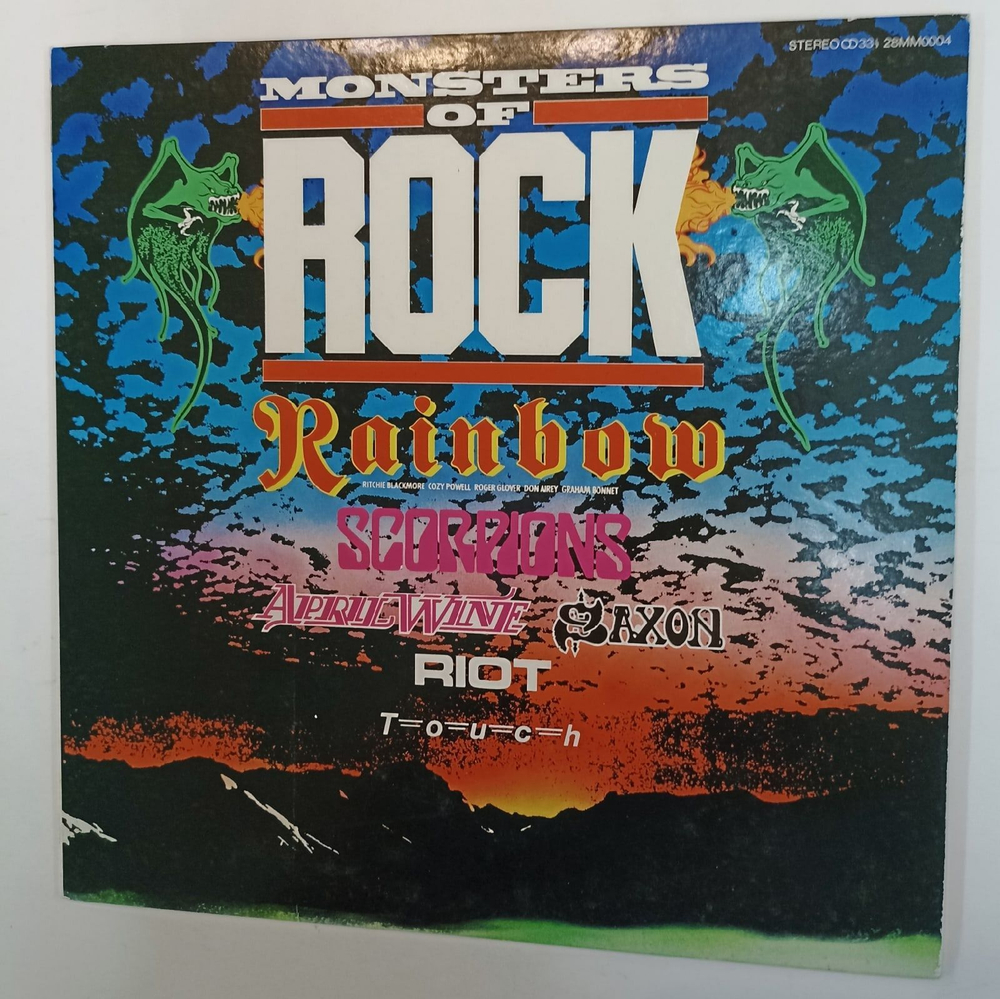 STEREO 33⅓ 28MM0004
MONSTERS
OF
ROCK
Rainbow
RITCHIE BLACKMORE COZY POWELL ROGER GLOVER DON AIREY GRAHAM BONNET
SCORPIONS
APRIL WINE SAXON
RIOT
T=o=u=c=h